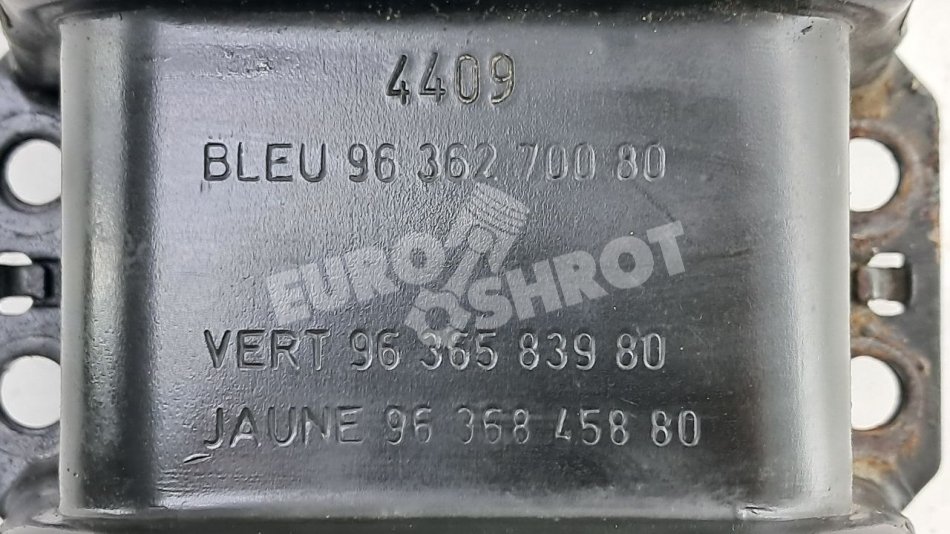 4409
BLEU 96 362 700 80
EURO
SHROT
VERT 96 365 839 80
JAUNE 96 368 458 80